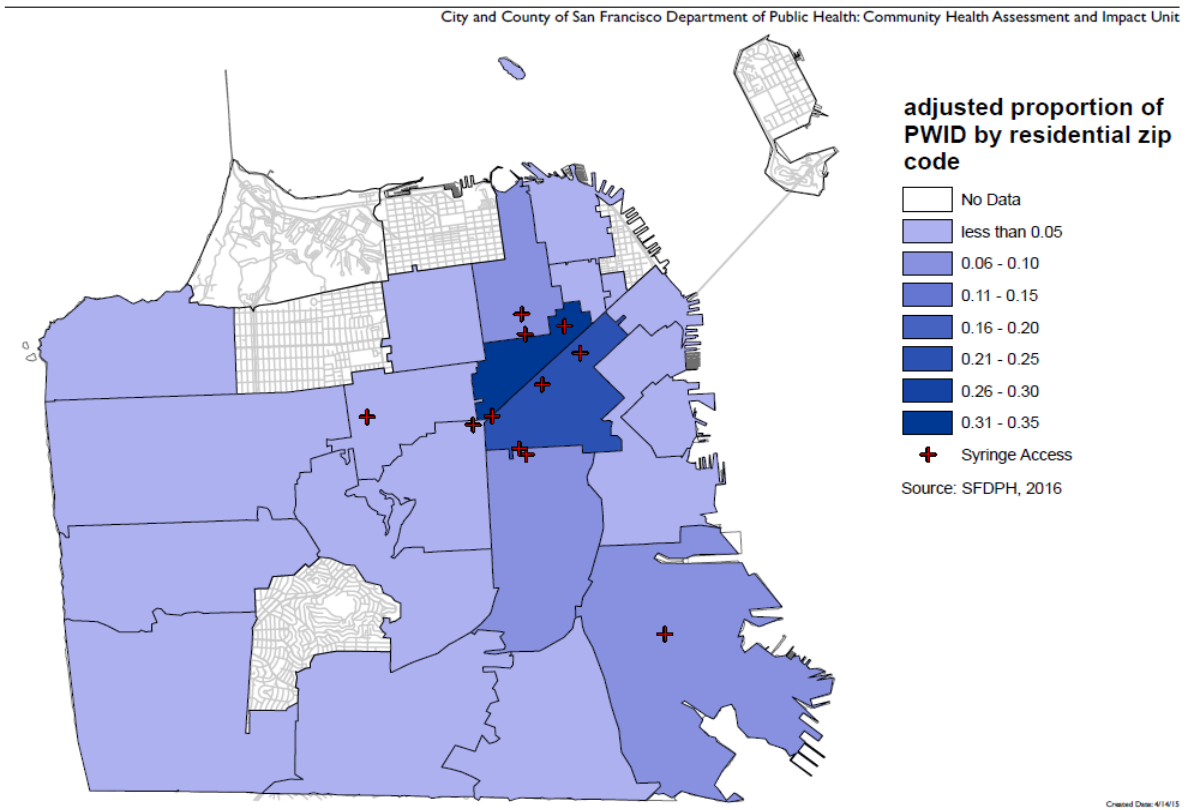 City and County of San Francisco Department of Public Health: Community Health Assessment and Impact Unit
adjusted proportion of
PWID by residential zip
code
No Data
less than 0.05
0.06 - 0.10
0.11 - 0.15
0.16 - 0.20
0.21 - 0.25
0.26 - 0.30
0.31 - 0.35
Syringe Access
Source: SFDPH, 2016
Created Date: 4/14/15